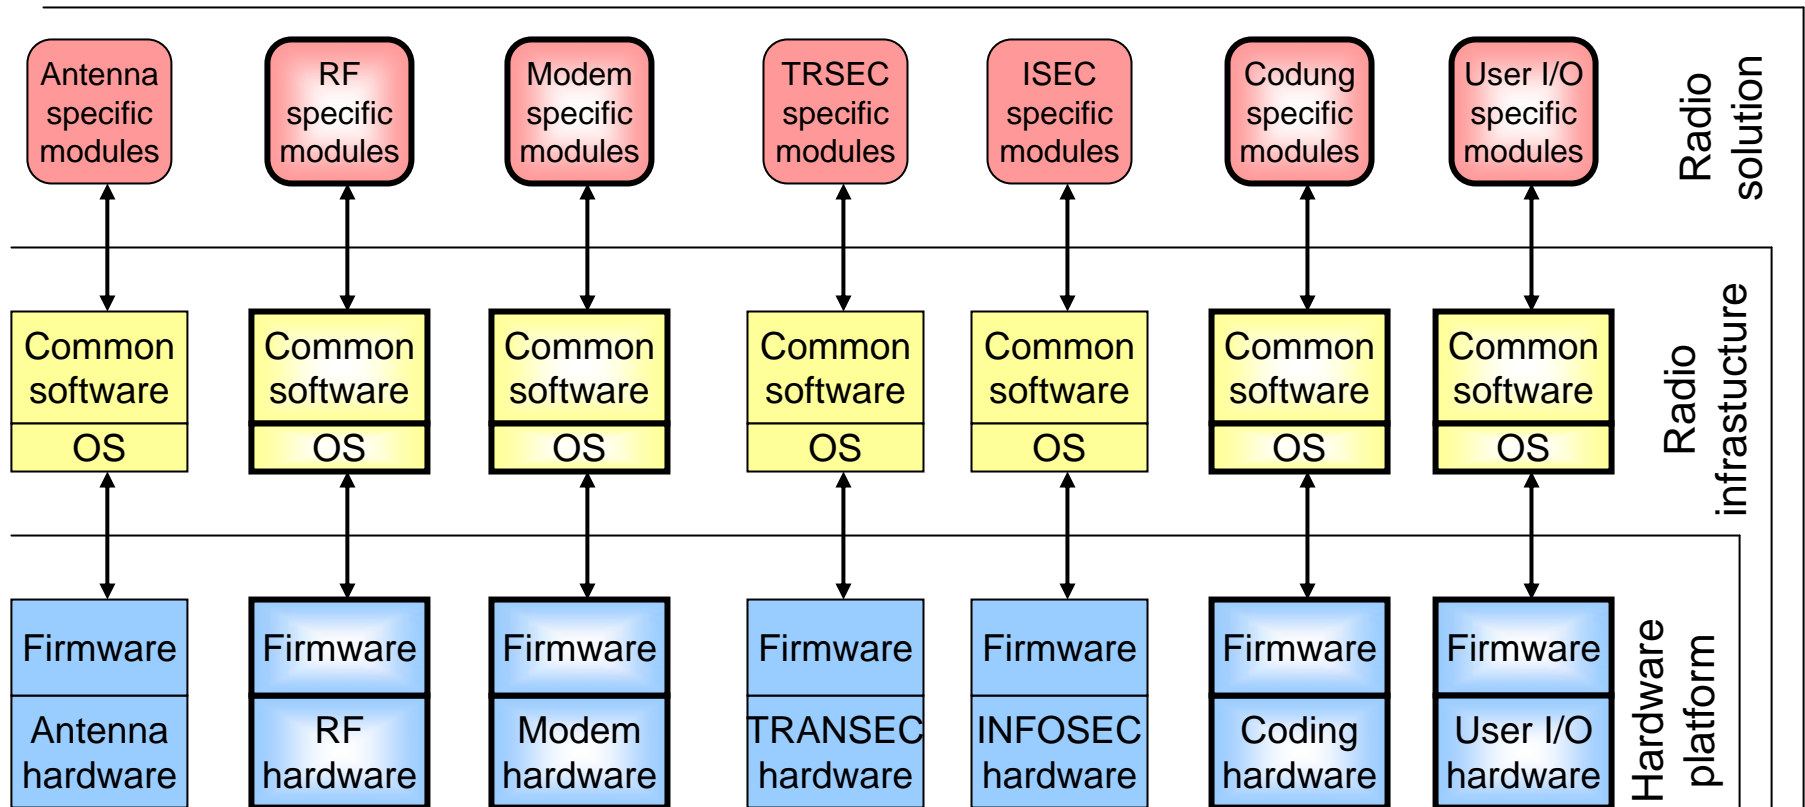 Antenna
specific
modules
RF
specific
modules
Modem
specific
modules
TRSEC
specific
modules
ISEC
specific
modules
Codung
specific
modules
User I/O
specific
modules
Radio
solution
Common
software
OS
Common
software
OS
Common
software
OS
Common
software
OS
Common
software
OS
Common
software
OS
Common
software
OS
Radio
infrastucture
Firmware
Antenna
hardware
Firmware
RF
hardware
Firmware
Modem
hardware
Firmware
TRANSEC
hardware
Firmware
INFOSEC
hardware
Firmware
Coding
hardware
Firmware
User I/O
hardware
Hardware
platform